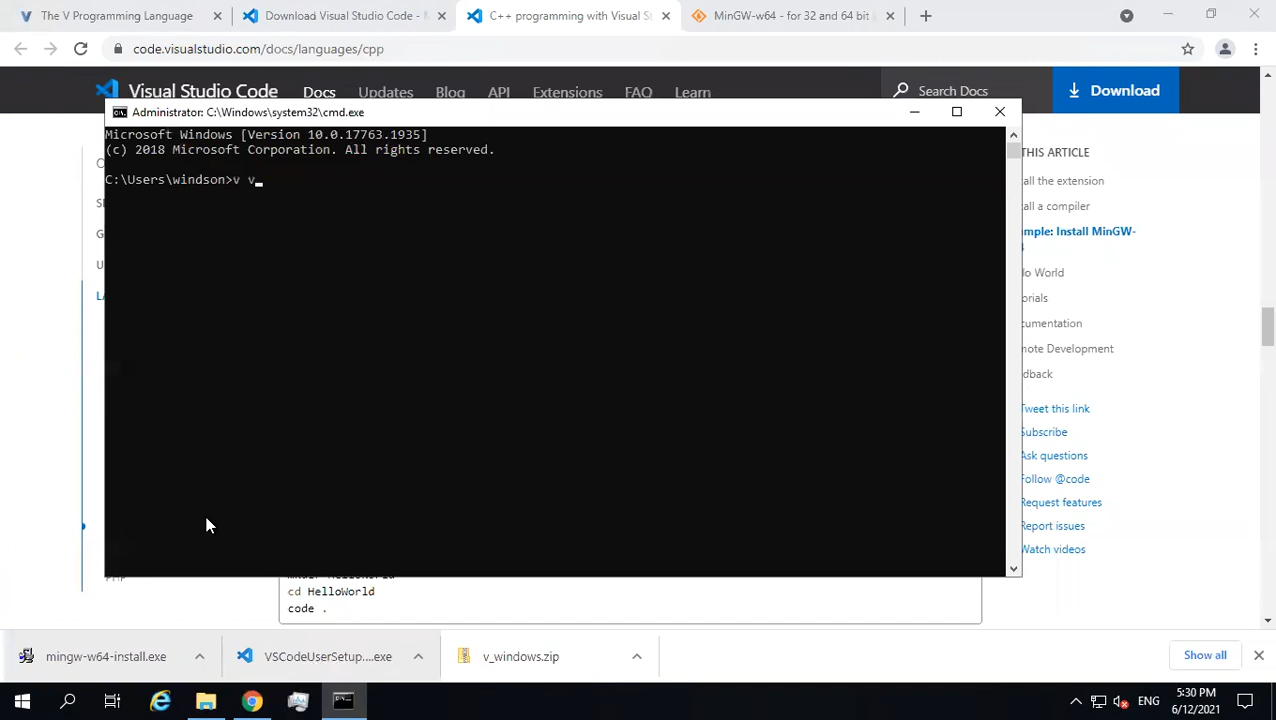 The V Programming Language
Download Visual Studio Code -
C++ programming with Visual S
MinGW-w64 - for 32 and 64 bit
code.visualstudio.com/docs/languages/cpp
Visual Studio Code
Docs
Updates
Blog
API
Extensions
FAQ
Learn
Search Docs
Download
Administrator: C:\Windows\system32\cmd.exe
Microsoft Windows [Version 10.0.17763.1935]
(c) 2018 Microsoft Corporation. All rights reserved.
C:\Users\windson>v v_
THIS ARTICLE
all the extension
all a compiler
mple: Install MinGW-
lo World
orials
cumentation
mote Development
dback
Tweet this link
Subscribe
Ask questions
Follow @code
Request features
Report issues
Watch videos
cd HelloWorld
code .
mingw-w64-install.exe
VSCodeUserSetup....exe
v_windows.zip
Show all
ENG
5:30 PM
6/12/2021